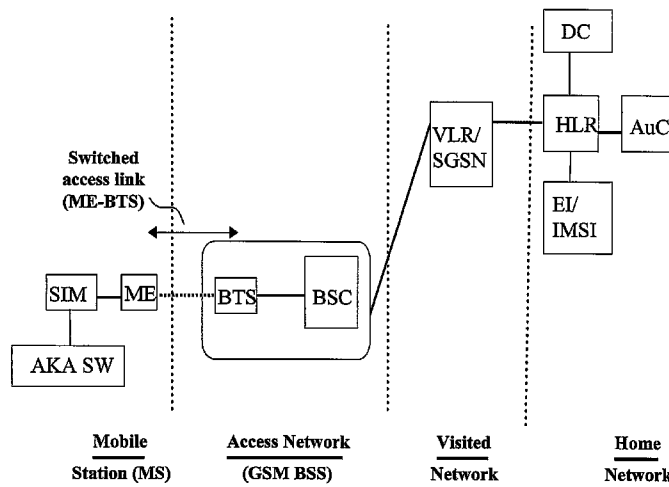 DC
HLR
AuC
VLR/
SGSN
EI/
IMSI
Switched
access link
(ME-BTS)
SIM
ME
BTS
BSC
AKA SW
Mobile
Station (MS)
Access Network
(GSM BSS)
Visited
Network
Home
Network